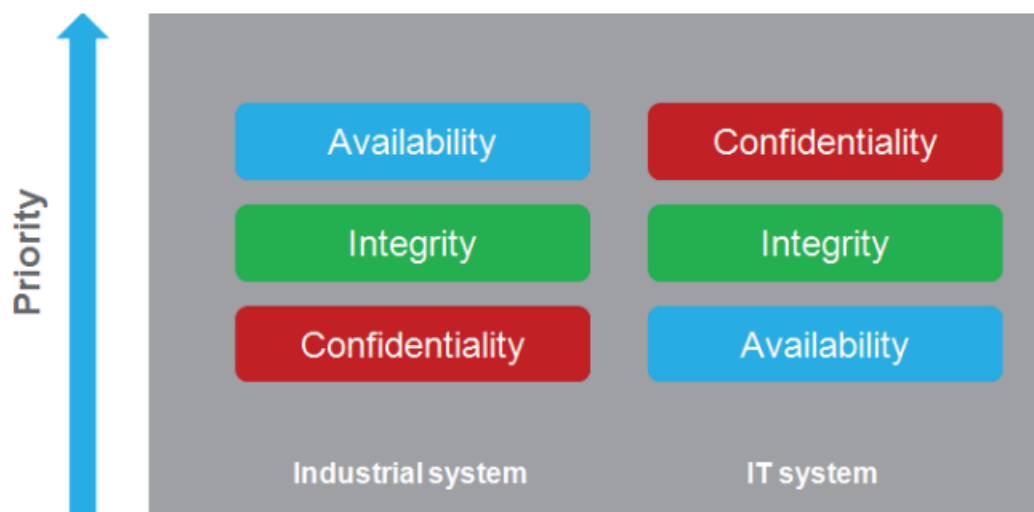 Priority
Availability
Confidentiality
Integrity
Integrity
Confidentiality
Availability
Industrial system
IT system